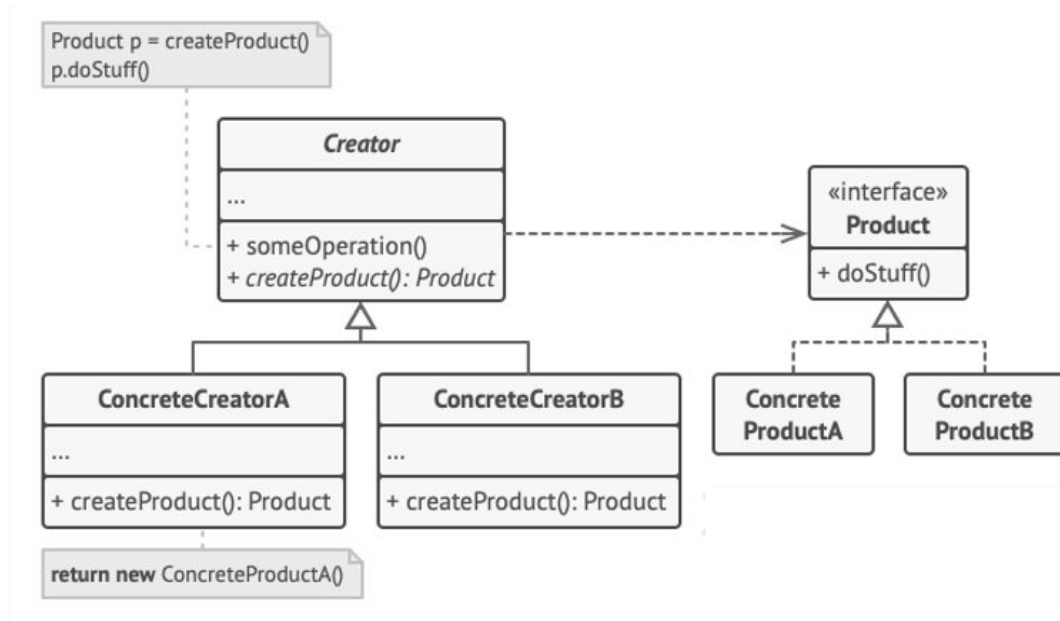 Product p = createProduct()
p.doStuff()
Creator
...
+ someOperation()
+ createProduct(): Product
«interface»
Product
+ doStuff()
ConcreteCreatorA
...
+ createProduct(): Product
ConcreteCreatorB
...
+ createProduct(): Product
Concrete
ProductA
Concrete
ProductB
return new ConcreteProductA()